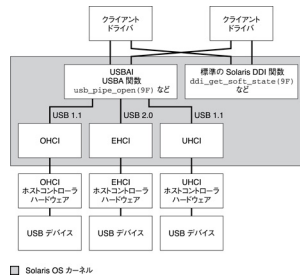 クライアント
ドライバ
クライアント
ドライバ
USBAI
USBA 関数
usb_pipe_open(9F) など
標準の Solaris DDI 関数
ddi_get_soft_state(9F)
など
USB 1.1
USB 2.0
USB 1.1
OHCI
EHCI
UHCI
OHCI
ホストコントローラ
ハードウェア
EHCI
ホストコントローラ
ハードウェア
UHCI
ホストコントローラ
ハードウェア
USB デバイス
USB デバイス
USB デバイス
Solaris OS カーネル